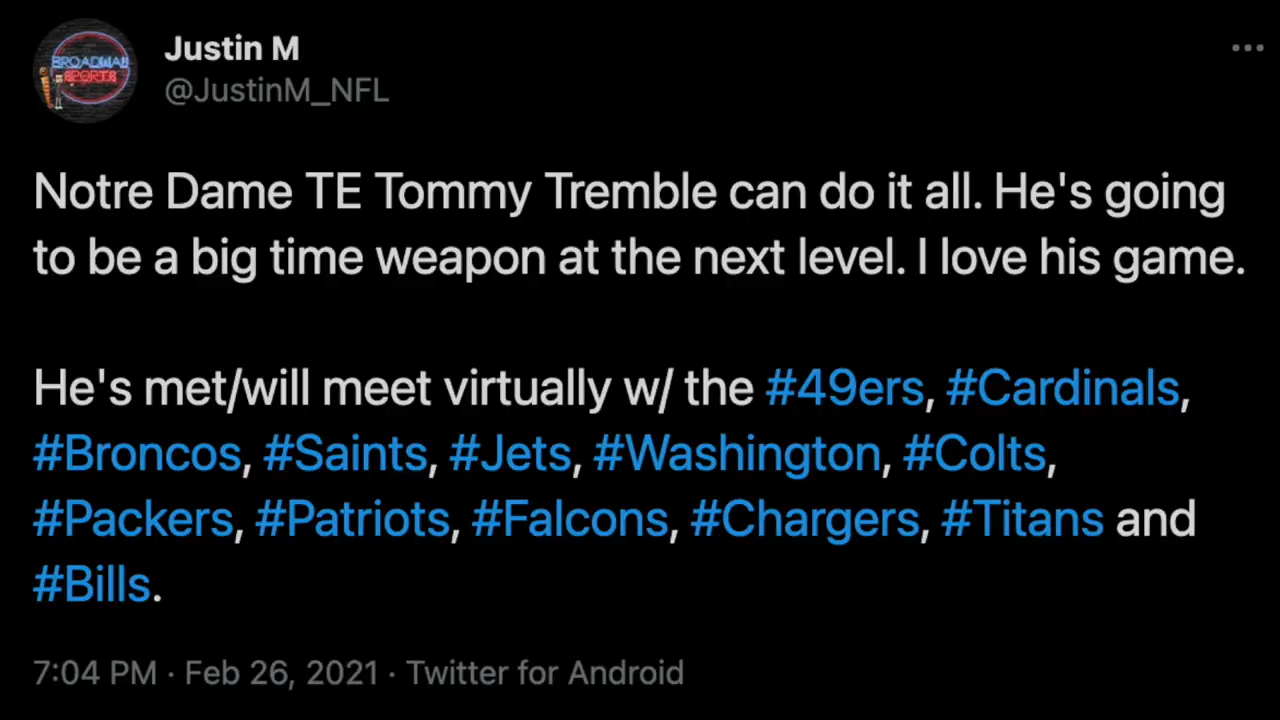 BROADWAY
SPORTS
Justin M
@JustinM_NFL
Notre Dame TE Tommy Tremble can do it all. He's going
to be a big time weapon at the next level. I love his game.
He's met/will meet virtually w/ the #49ers, #Cardinals,
#Broncos, #Saints, #Jets, #Washington, #Colts,
#Packers, #Patriots, #Falcons, #Chargers, #Titans and
#Bills.
7:04 PM · Feb 26, 2021 · Twitter for Android